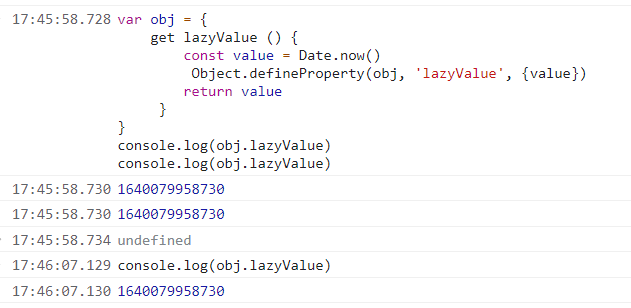 17:45:58.728 var obj = {
get lazyValue () {
const value = Date.now()
Object.defineProperty(obj, 'lazyValue', {value})
return value
}
}
console.log(obj.lazyValue)
console.log(obj.lazyValue)
17:45:58.730 1640079958730
17:45:58.730 1640079958730
17:45:58.734 undefined
17:46:07.129 console.log(obj.lazyValue)
17:46:07.130 1640079958730